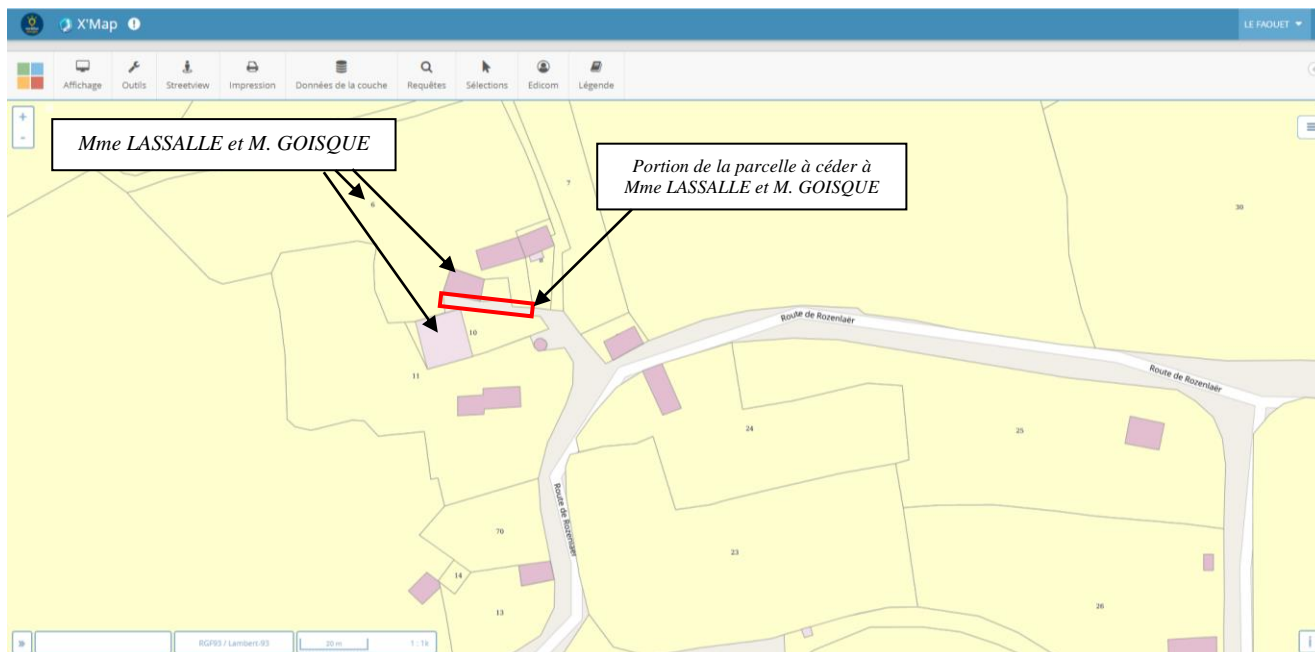 X'Map
LE FAOUET
Affichage
Outils
Streetview
Impression
Données de la couche
Requêtes
Sélections
Edicom
Légende
+
-
Mme LASSALLE et M. GOISQUE
Portion de la parcelle à céder à
Mme LASSALLE et M. GOISQUE
6
7
30
10
11
Route de Rozenlaër
Route de Rozenlaër
24
25
Route de Rozenlaër
70
23
14
13
26
RGF93 / Lambert-93
20 m
1 : 1k